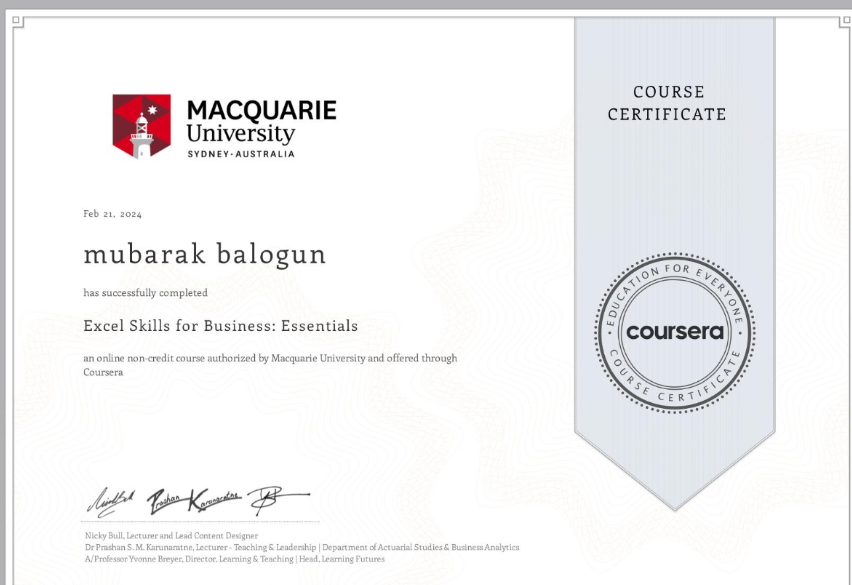 MACQUARIE
University
SYDNEY·AUSTRALIA
COURSE
CERTIFICATE
Feb 21, 2024
mubarak balogun
has successfully completed
Excel Skills for Business: Essentials
an online non-credit course authorized by Macquarie University and offered through
Coursera
EDUCATION FOR EVERYONE
coursera
COURSE CERTIFICATE
Nicky Bull, Lecturer and Lead Content Designer
Dr Prashan S. M. Karunaratne, Lecturer - Teaching & Leadership | Department of Actuarial Studies & Business Analytics
A/Professor Yvonne Breyer, Director, Learning & Teaching | Head, Learning Futures